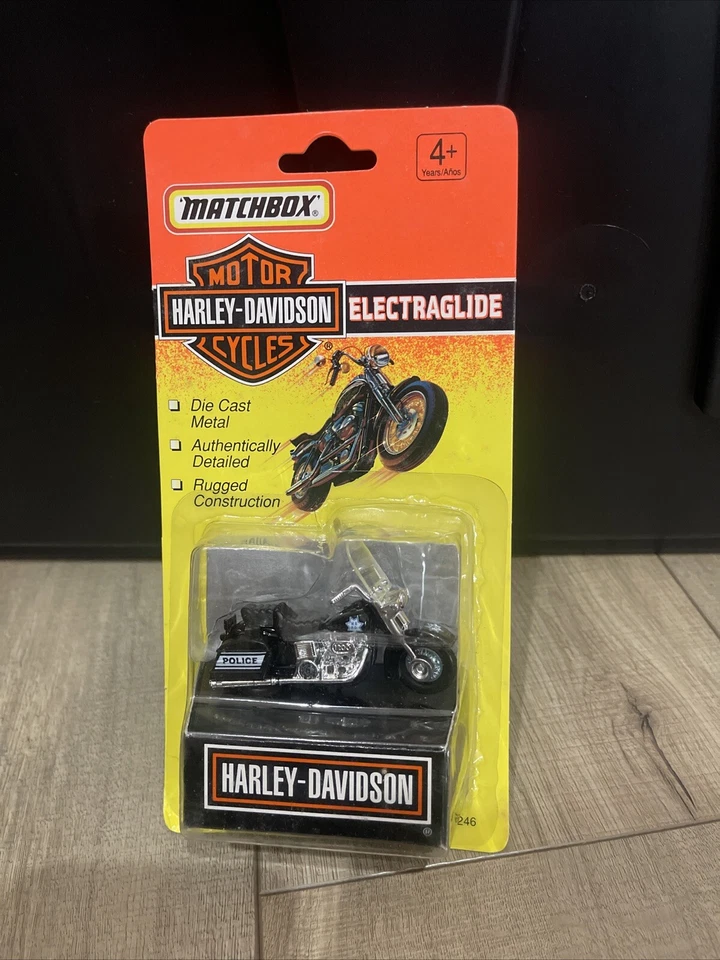 4+
Years/Años
"MATCHBOX"®
MOTOR
HARLEY-DAVIDSON
CYCLES
®
ELECTRAGLIDE
Die Cast
Metal
Authentically
Detailed
Rugged
Construction
POLICE
HARLEY-DAVIDSON
®
246